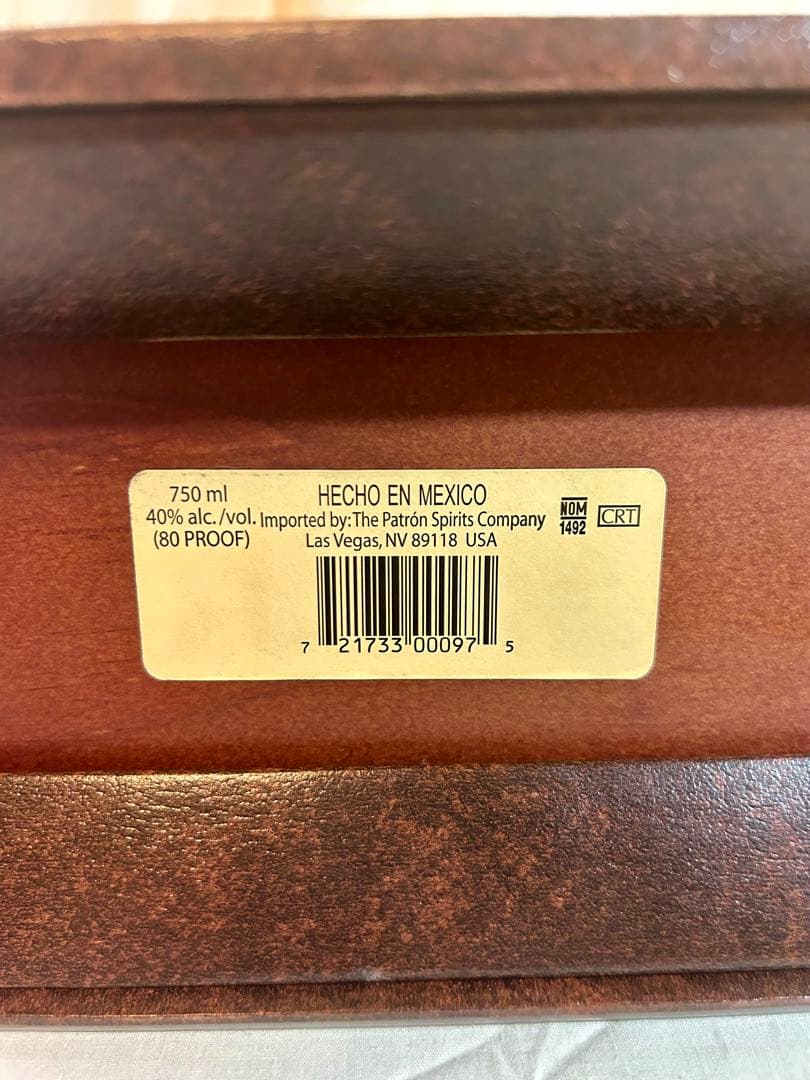 750 ml
40% alc./vol.
(80 PROOF)
HECHO EN MEXICO
Imported by:The Patrón Spirits Company
Las Vegas, NV 89118 USA
NOM
1492
CRT
7 21733 00097 5